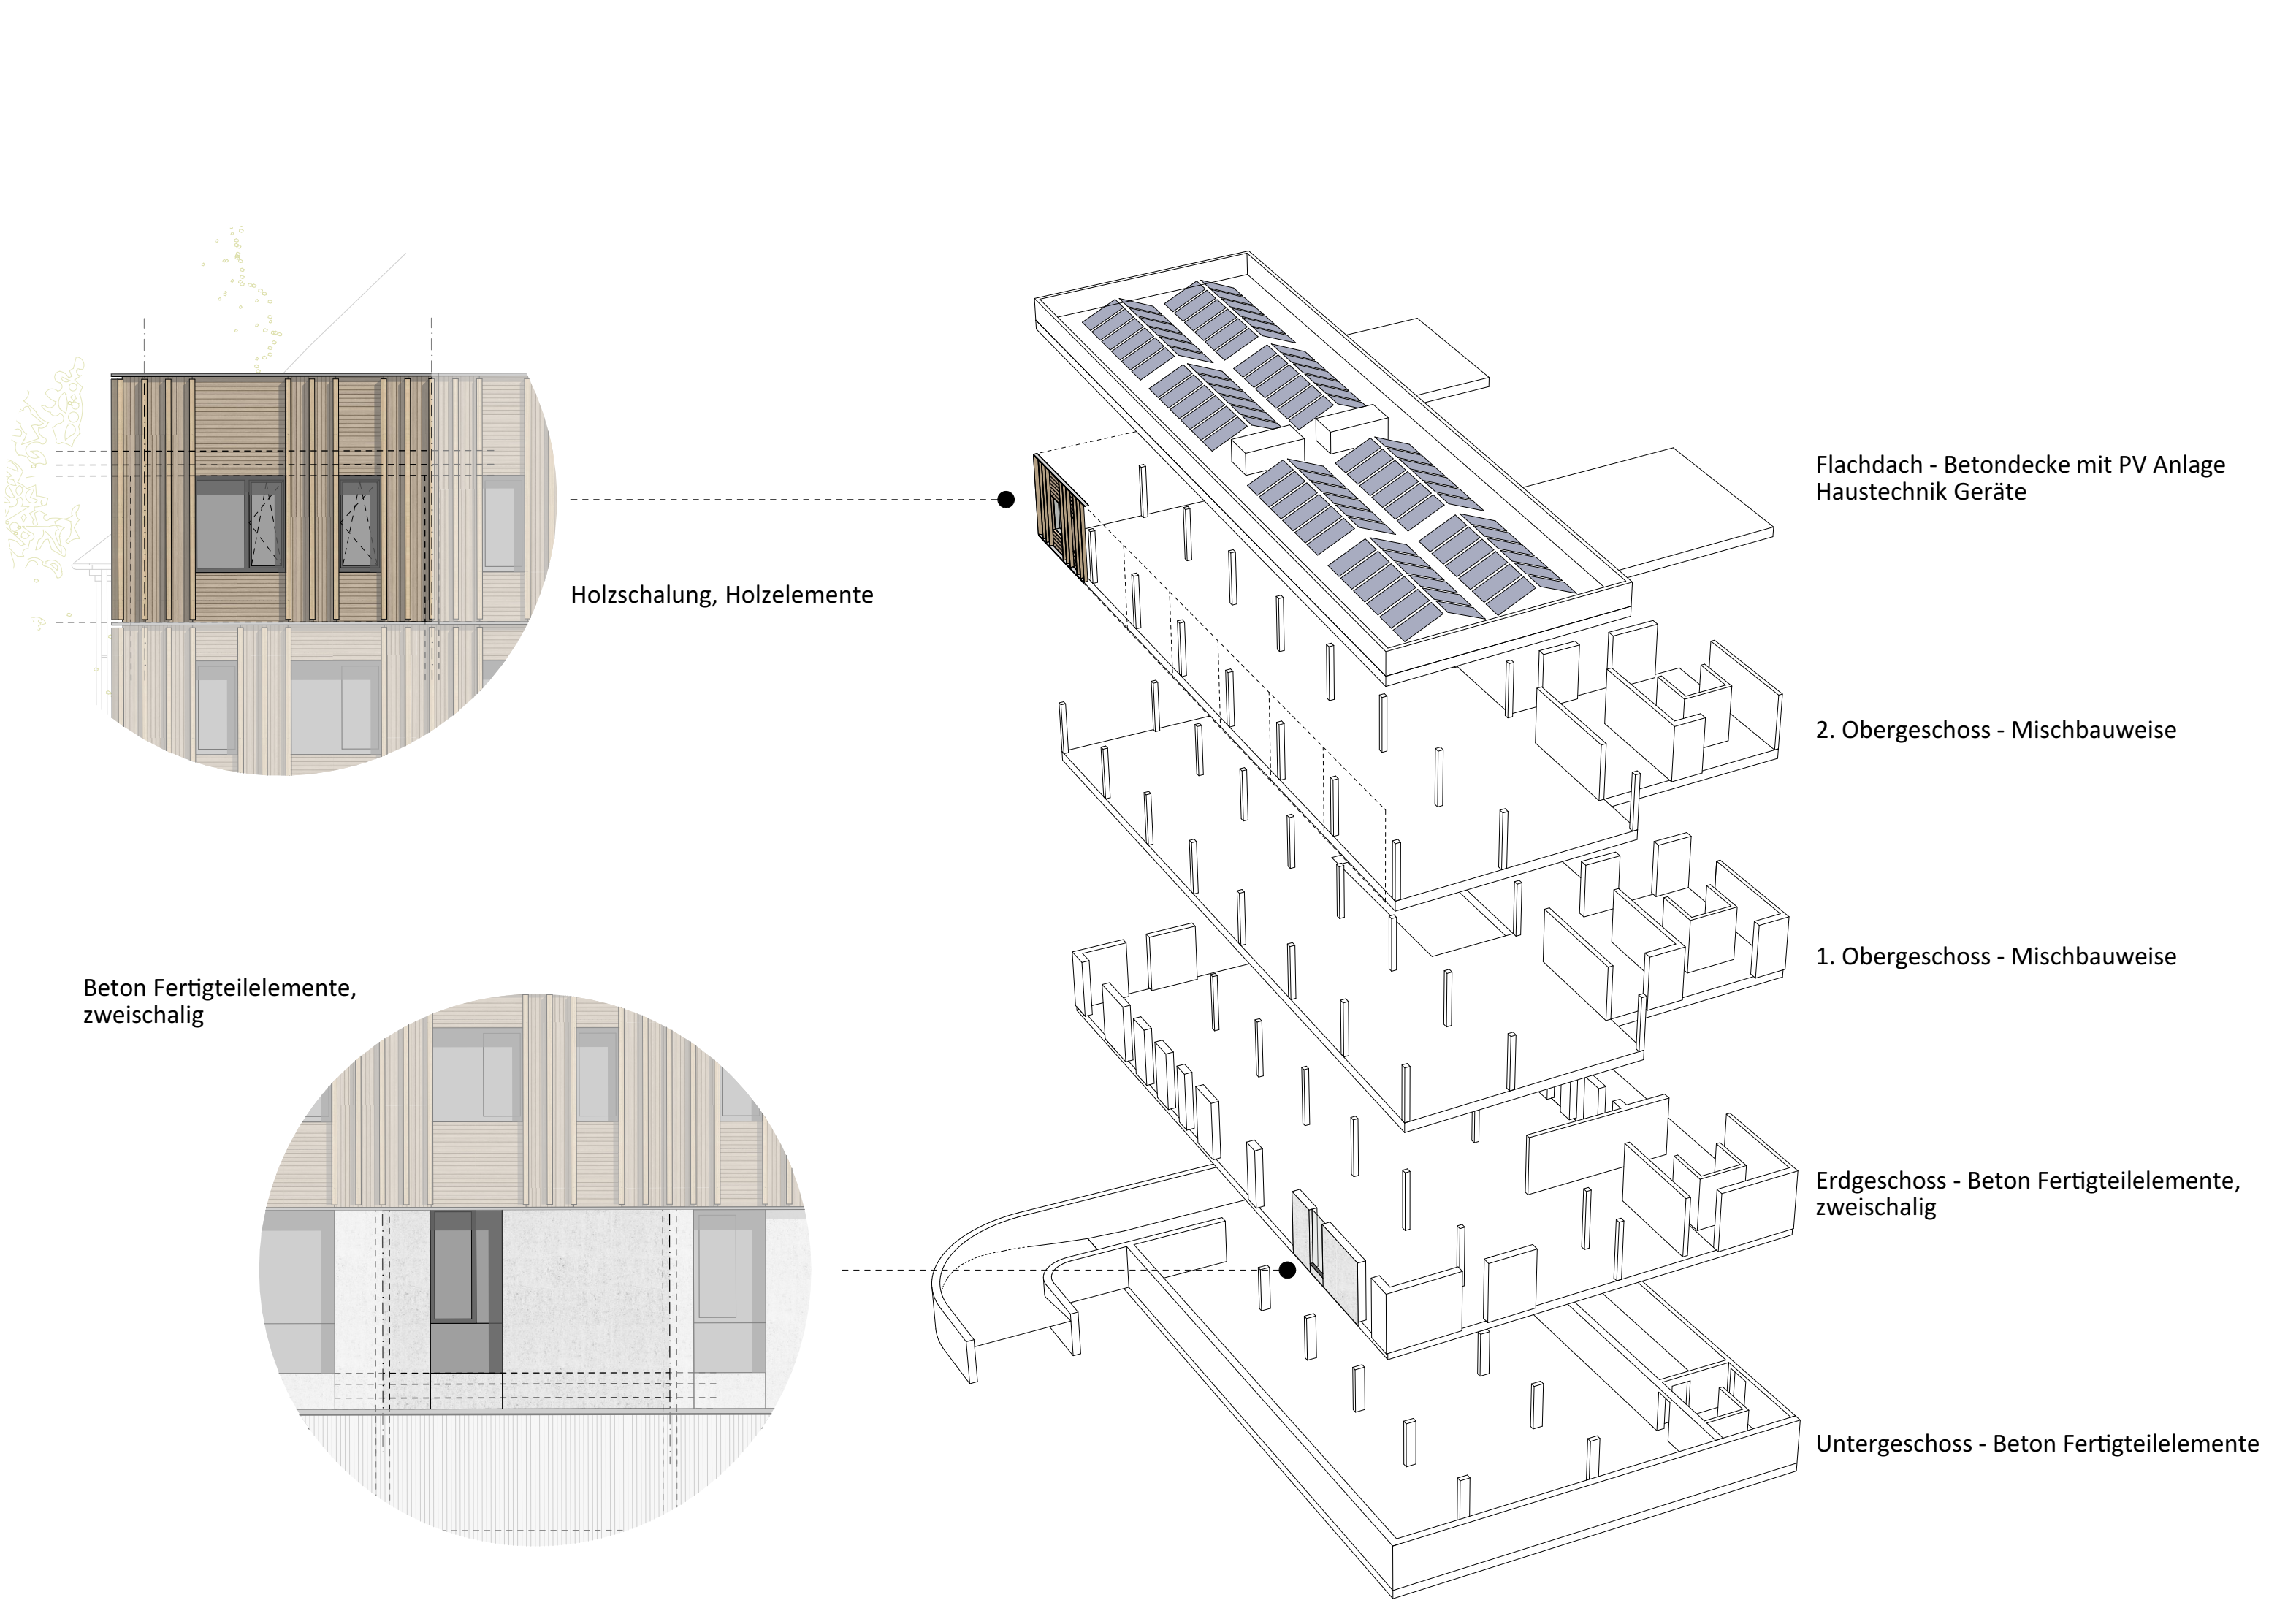 Flachdach - Betondecke mit PV Anlage
Haustechnik Geräte
Holzschalung, Holzelemente
2. Obergeschoss - Mischbauweise
1. Obergeschoss - Mischbauweise
Beton Fertigteilelemente,
zweischalig
Erdgeschoss - Beton Fertigteilelemente,
zweischalig
Untergeschoss - Beton Fertigteilelemente